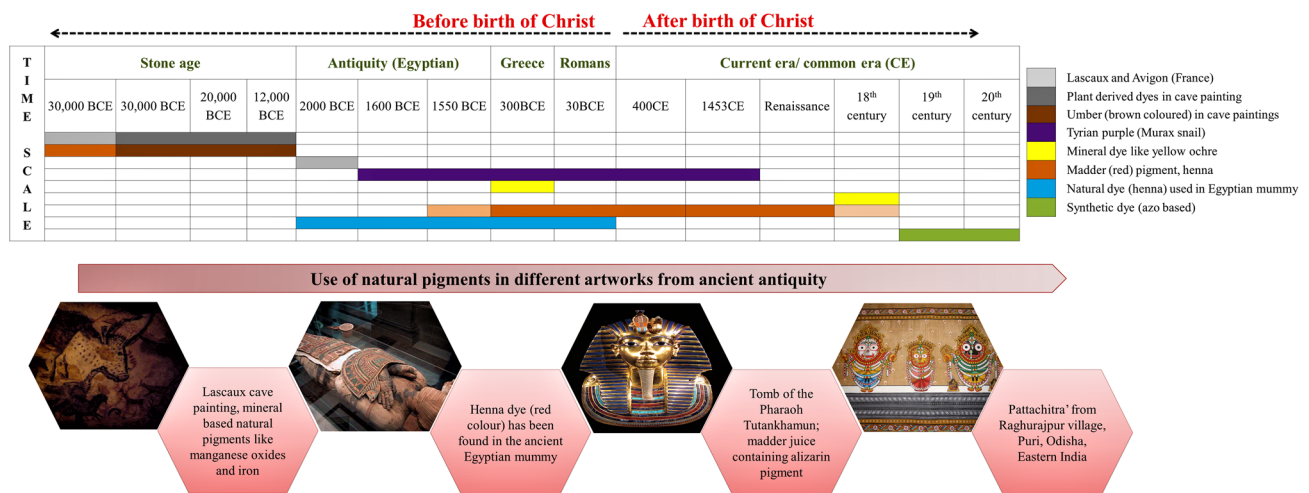 Before birth of Christ After birth of Christ
T
I
M
E
S
C
A
L
E
Stone age
Antiquity (Egyptian)
Greece
Romans
Current era/ common era (CE)
30,000 BCE
30,000 BCE
20,000
BCE
12,000
BCE
2000 BCE
1600 BCE
1550 BCE
300BCE
30BCE
400CE
1453CE
Renaissance
18th
century
19th
century
20th
century
Lascaux and Avigon (France)
Plant derived dyes in cave painting
Umber (brown coloured) in cave paintings
Tyrian purple (Murax snail)
Mineral dye like yellow ochre
Madder (red) pigment, henna
Natural dye (henna) used in Egyptian mummy
Synthetic dye (azo based)
Use of natural pigments in different artworks from ancient antiquity
Lascaux cave
painting, mineral
based natural
pigments like
manganese oxides
and iron
Henna dye (red
colour) has been
found in the ancient
Egyptian mummy
Tomb of the
Pharaoh
Tutankhamun;
madder juice
containing alizarin
pigment
Pattachitra’ from
Raghurajpur village,
Puri, Odisha,
Eastern India